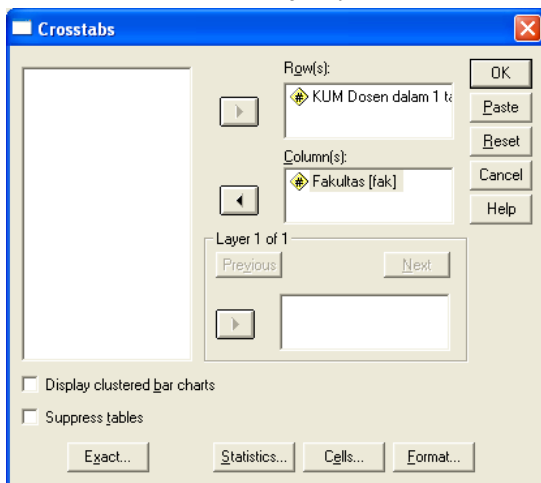 Crosstabs
Row(s):
KUM Dosen dalam 1 ta
OK
Paste
Reset
Cancel
Help
Column(s):
Fakultas [fak]
Layer 1 of 1
Previous
Next
Display clustered bar charts
Suppress tables
Exact...
Statistics...
Cells...
Format...